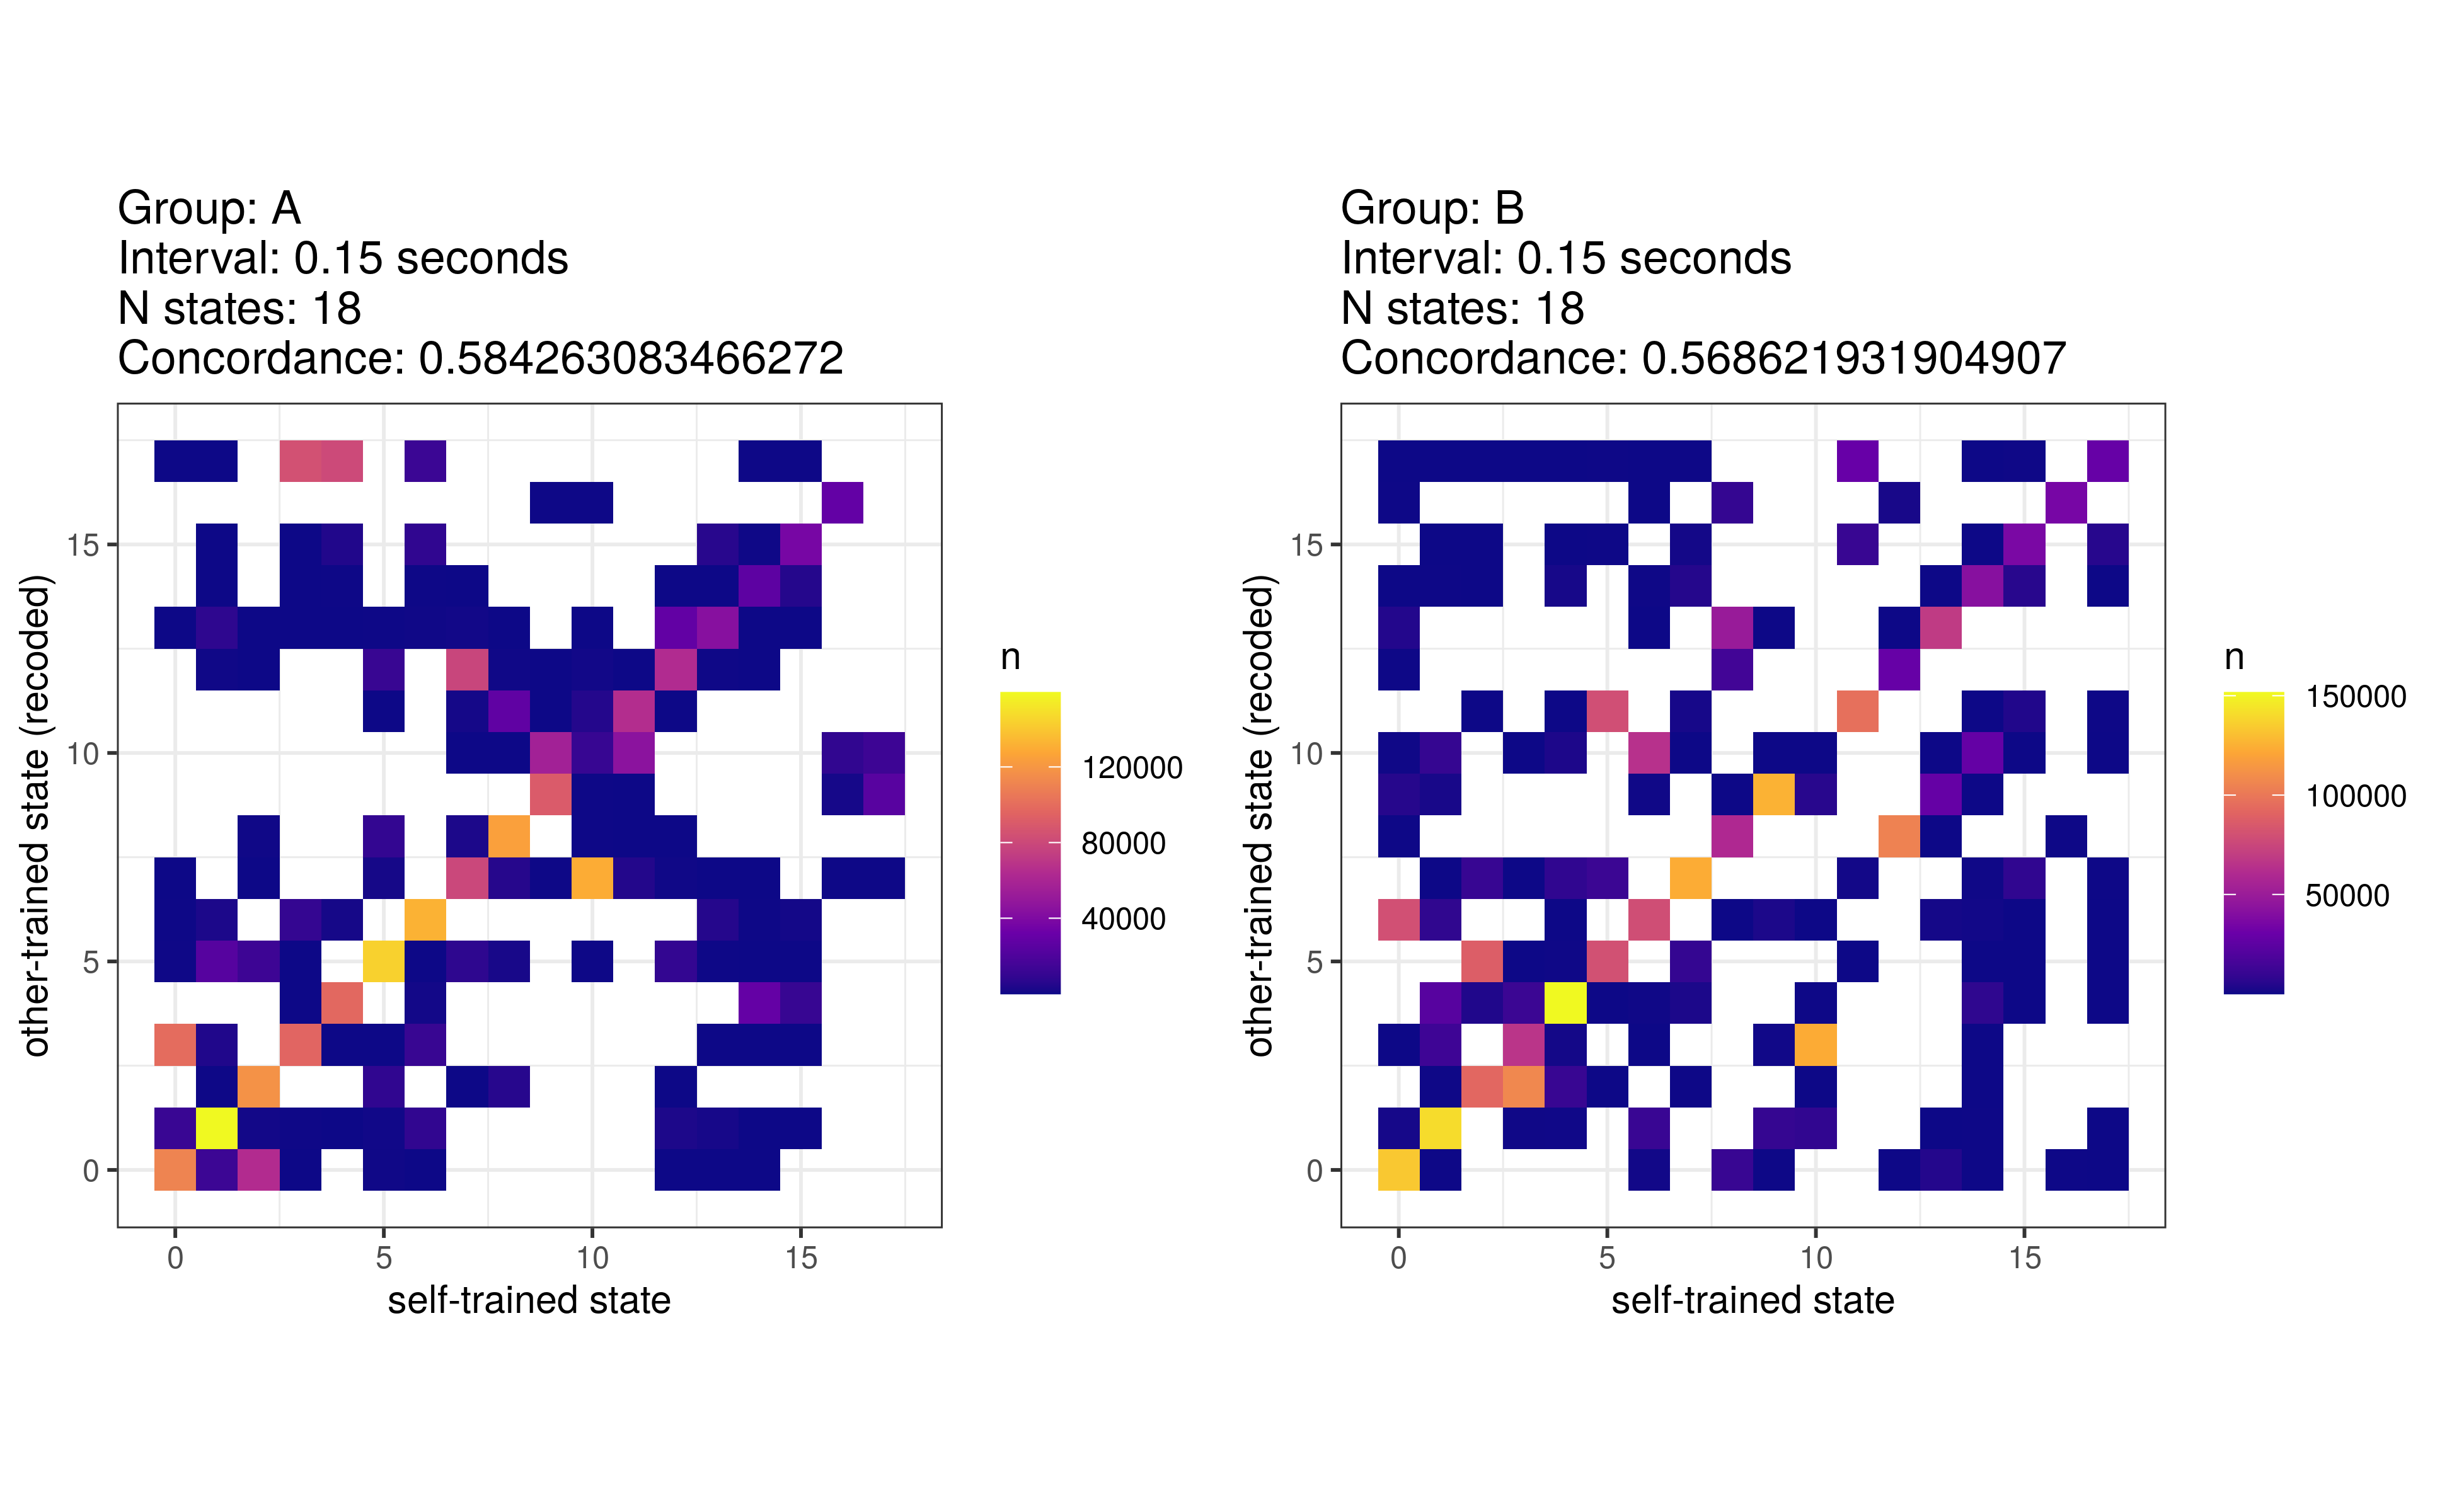 Group: A
Interval: 0.15 seconds
N states: 18
Concordance: 0.584263083466272
other-trained state (recoded)
15
10
5
0
0 5 10 15
self-trained state
n
120000
80000
40000
Group: B
Interval: 0.15 seconds
N states: 18
Concordance: 0.568621931904907
other-trained state (recoded)
15
10
5
0
0 5 10 15
self-trained state
n
150000
100000
50000